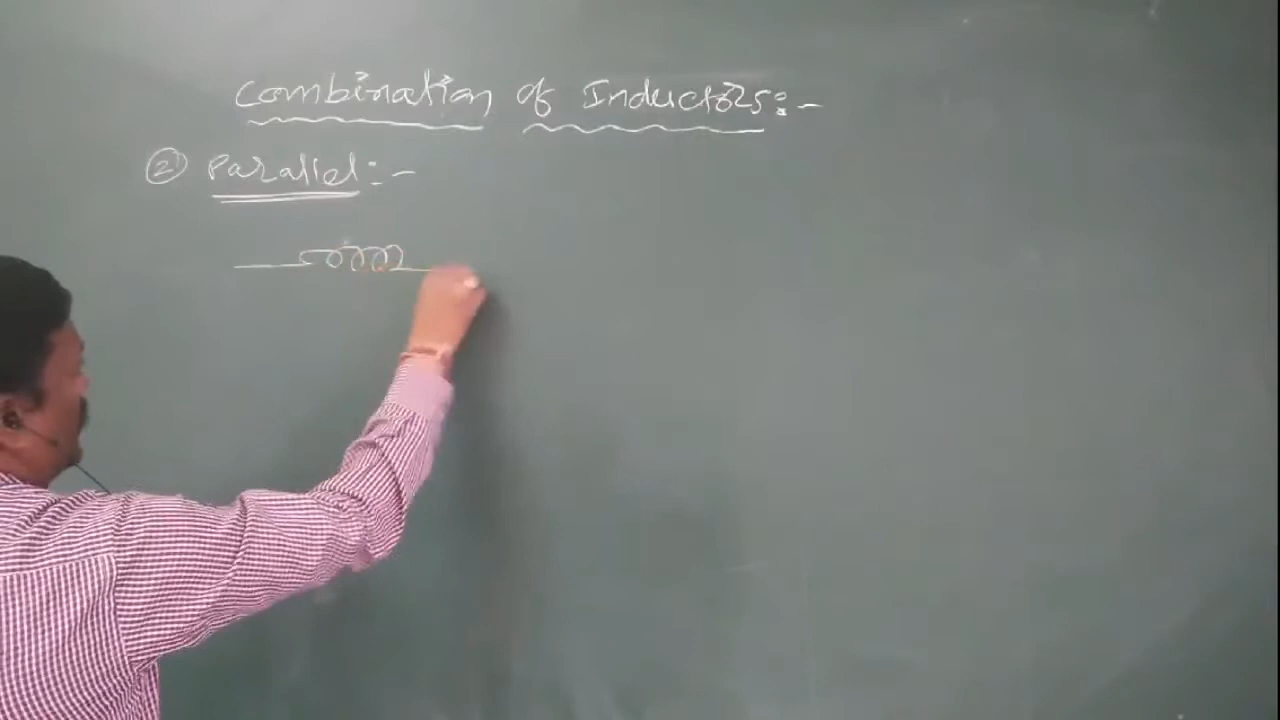 Combination of Inductors:-
② Parallel:-